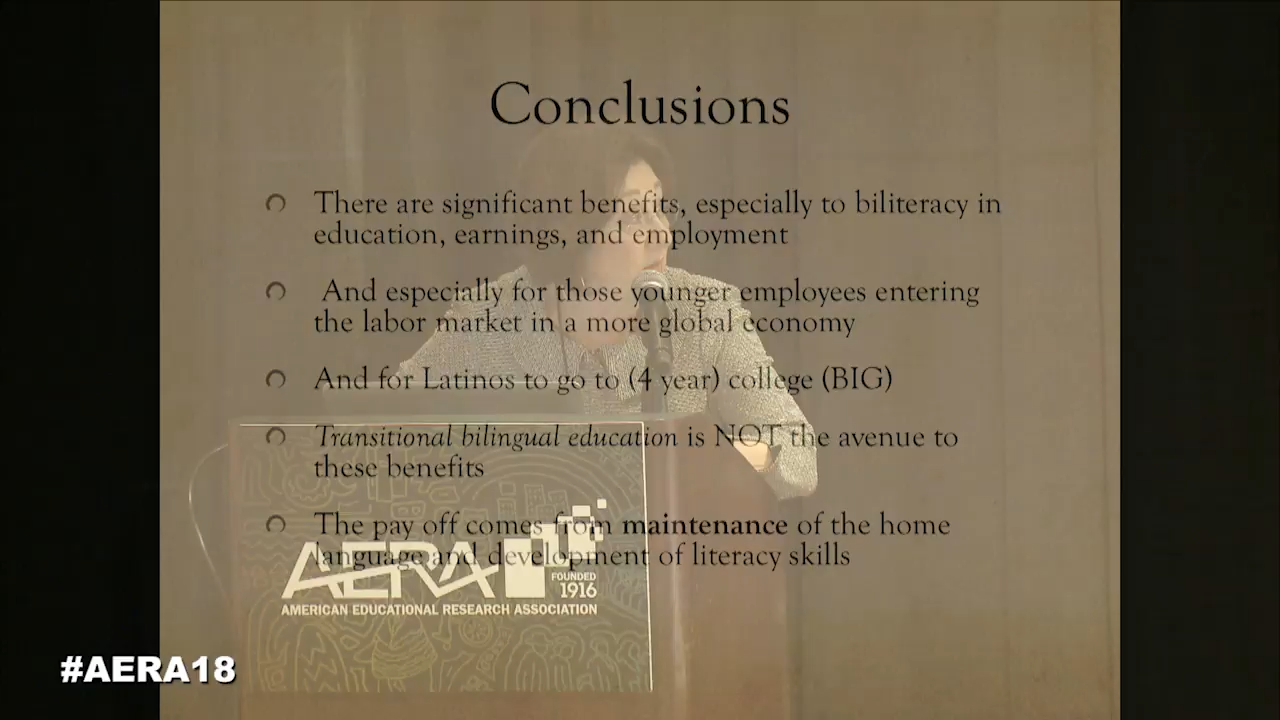 Conclusions
There are significant benefits, especially to biliteracy in
education, earnings, and employment
And especially for those younger employees entering
the labor market in a more global economy
And for Latinos to go to (4 year) college (BIG)
Transitional bilingual education is NOT the avenue to
these benefits
The pay off comes from maintenance of the home
language and development of literacy skills
AERA
FOUNDED
1916
AMERICAN EDUCATIONAL RESEARCH ASSOCIATION
#AERA18